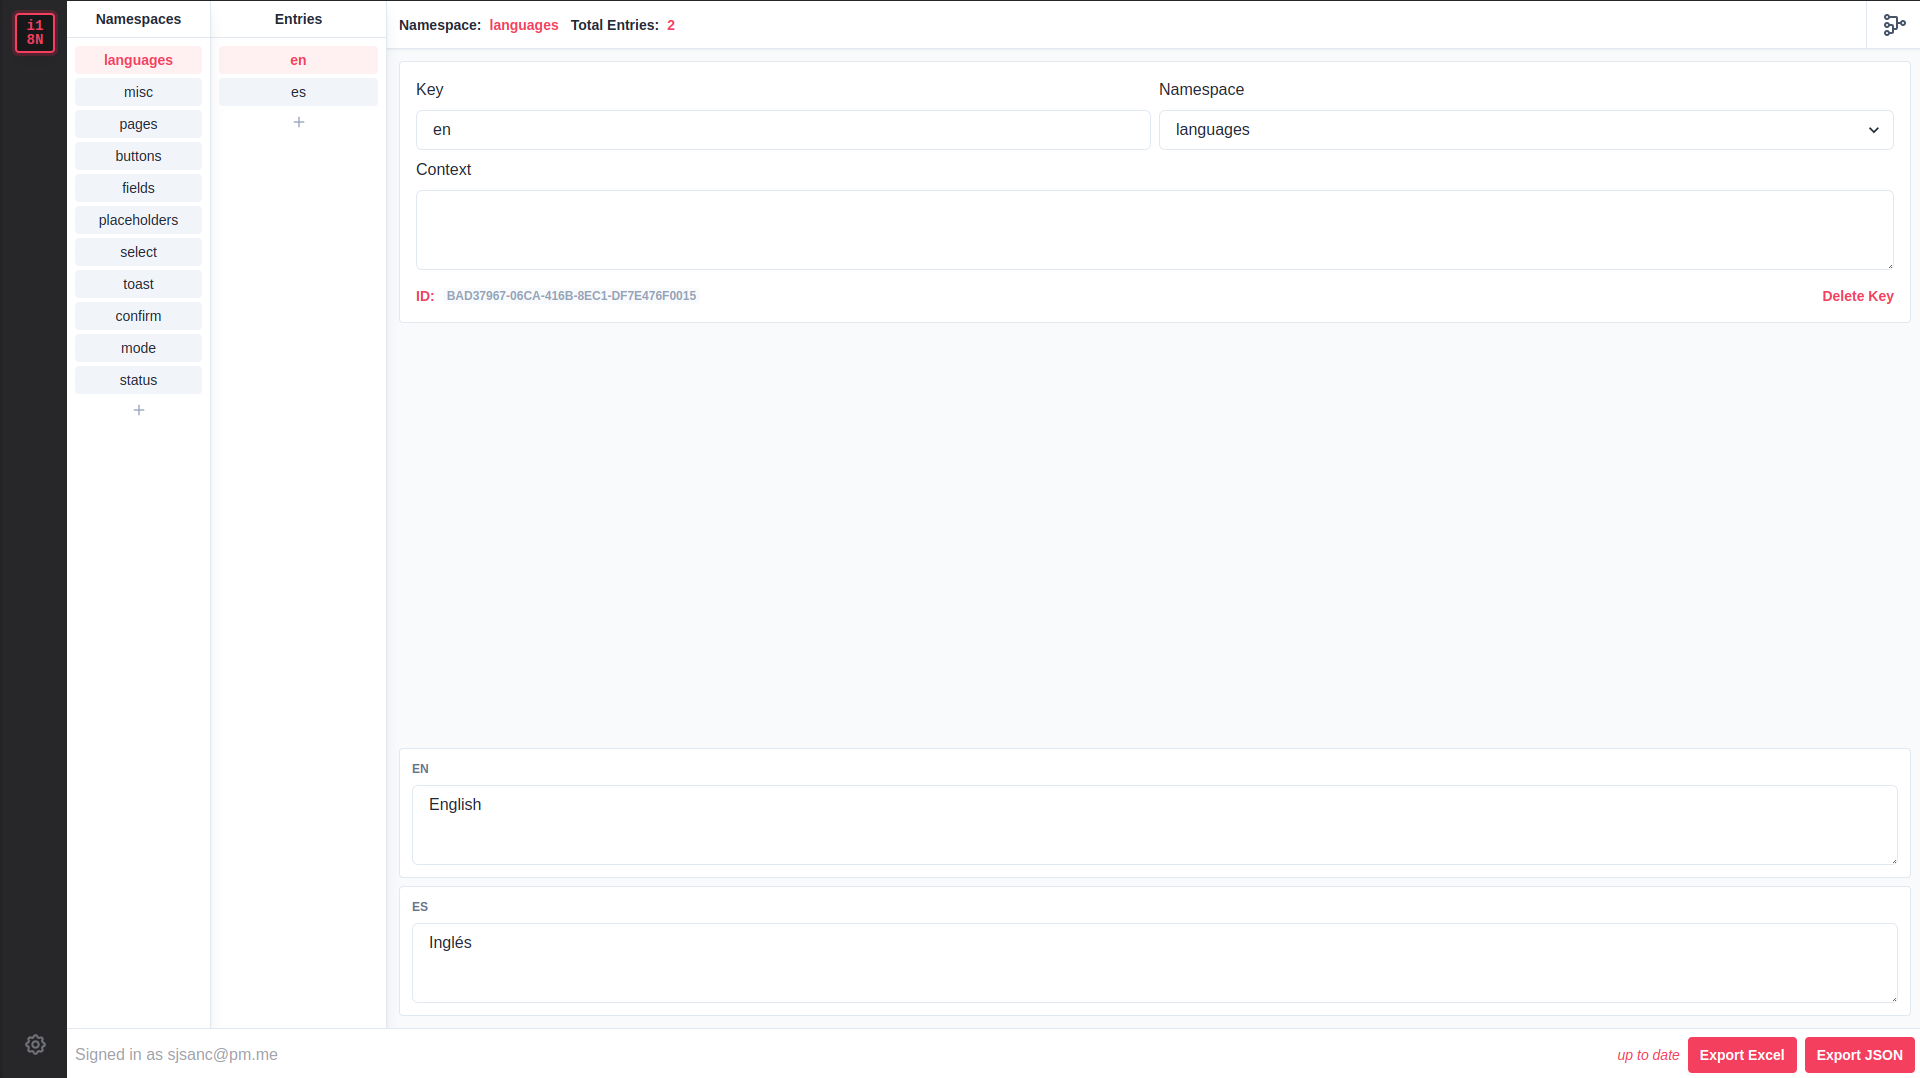 i1
8N
Namespaces
languages
misc
pages
buttons
fields
placeholders
select
toast
confirm
mode
status
Entries
en
es
Namespace: languages Total Entries: 2
Key
en
Namespace
languages
Context
ID: BAD37967-06CA-416B-8EC1-DF7E476F0015
Delete Key
EN
English
ES
Inglés
Signed in as sjsanc@pm.me
up to date
Export Excel
Export JSON